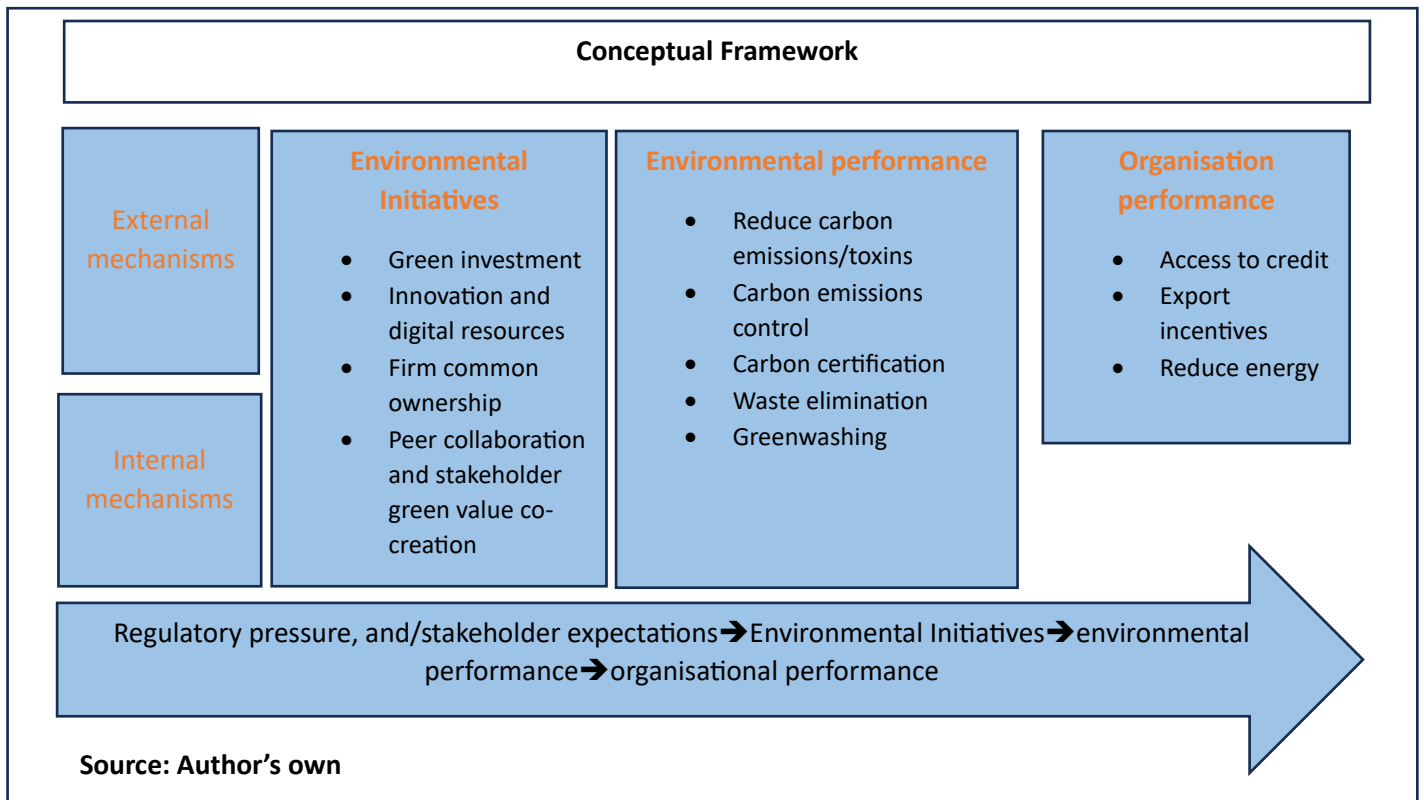 Conceptual Framework
External
mechanisms
Internal
mechanisms
Environmental
Initiatives
• Green investment
• Innovation and
digital resources
• Firm common
ownership
• Peer collaboration
and stakeholder
green value co-
creation
Environmental performance
• Reduce carbon
emissions/toxins
• Carbon emissions
control
• Carbon certification
• Waste elimination
• Greenwashing
Organisation
performance
• Access to credit
• Export
incentives
• Reduce energy
Regulatory pressure, and/stakeholder expectations➔Environmental Initiatives➔environmental
performance➔organisational performance
Source: Author’s own